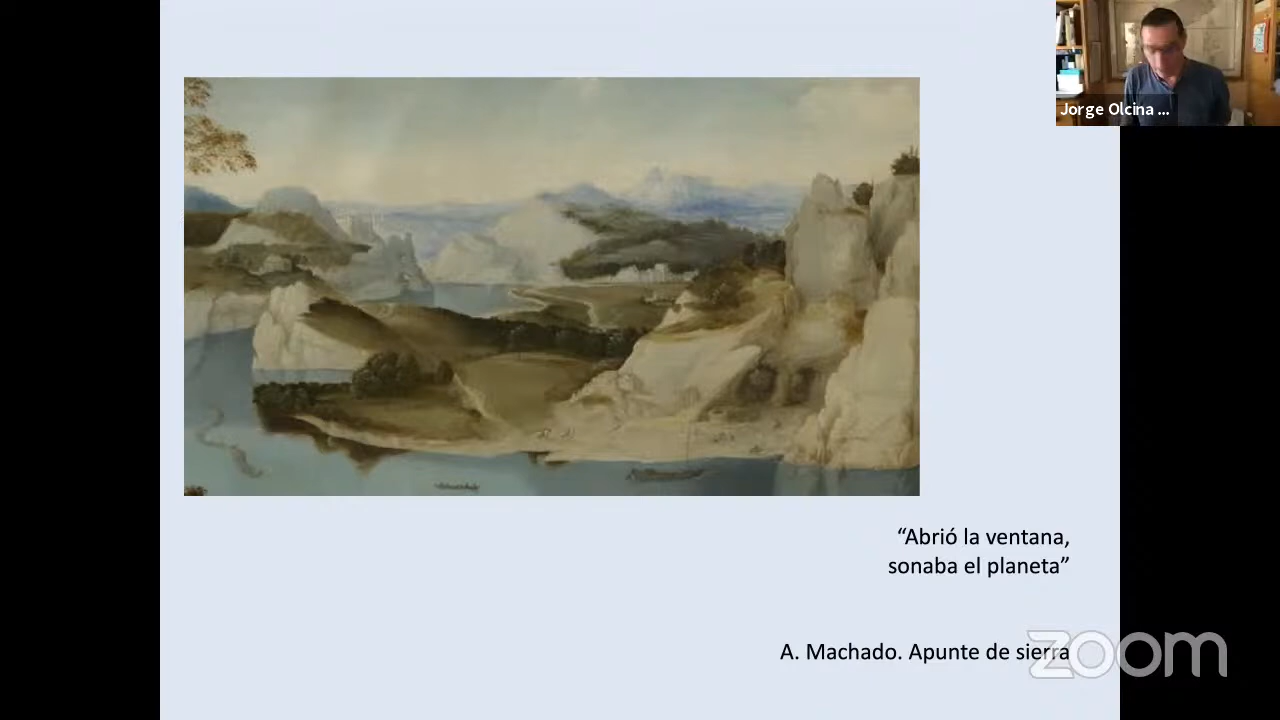 Jorge Olcina ...
“Abrió la ventana,
sonaba el planeta”
A. Machado. Apunte de sierra
zoom